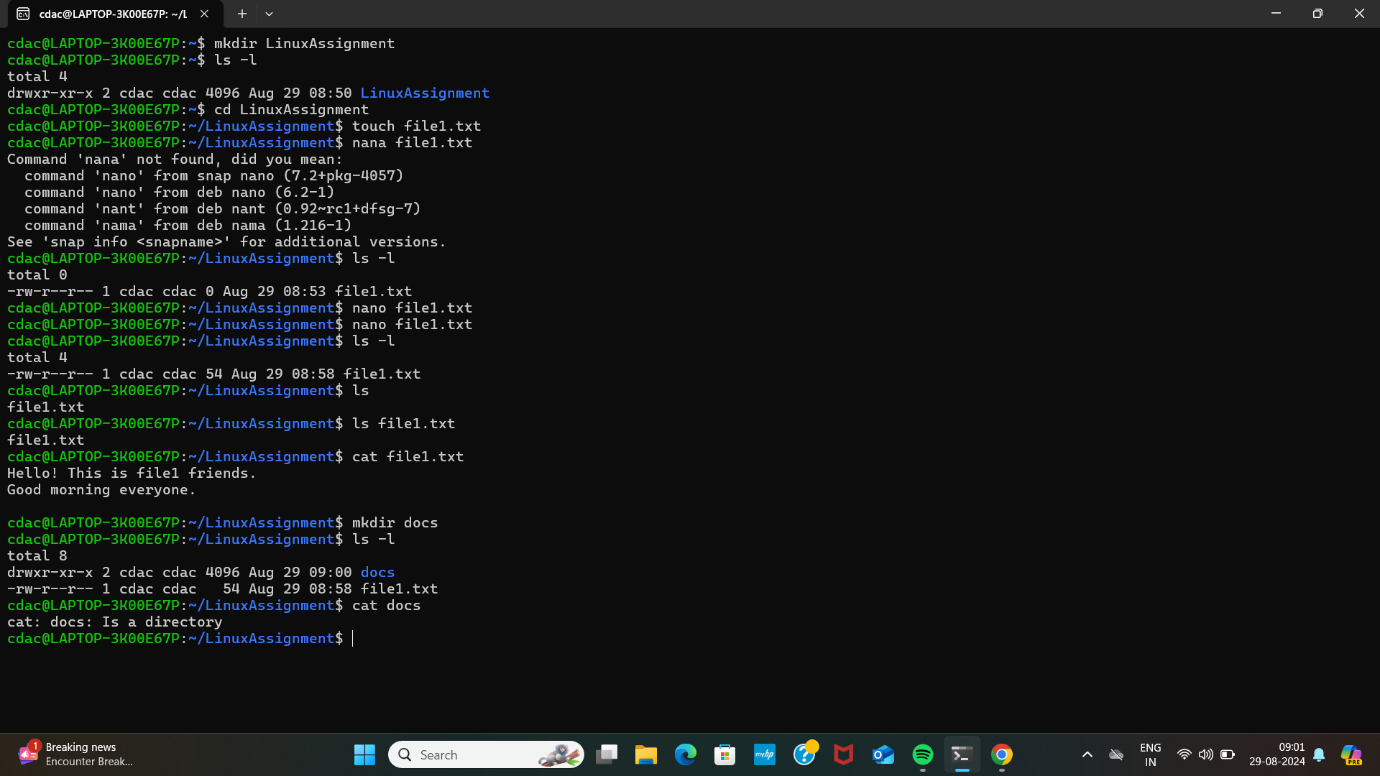 cdac@LAPTOP-3K00E67P: ~/L
cdac@LAPTOP-3K00E67P:~$ mkdir LinuxAssignment
cdac@LAPTOP-3K00E67P:~$ ls -l
total 4
drwxr-xr-x 2 cdac cdac 4096 Aug 29 08:50 LinuxAssignment
cdac@LAPTOP-3K00E67P:~$ cd LinuxAssignment
cdac@LAPTOP-3K00E67P:~/LinuxAssignment$ touch file1.txt
cdac@LAPTOP-3K00E67P:~/LinuxAssignment$ nana file1.txt
Command 'nana' not found, did you mean:
  command 'nano' from snap nano (7.2+pkg-4057)
  command 'nano' from deb nano (6.2-1)
  command 'nant' from deb nant (0.92~rc1+dfsg-7)
  command 'nama' from deb nama (1.216-1)
See 'snap info <snapname>' for additional versions.
cdac@LAPTOP-3K00E67P:~/LinuxAssignment$ ls -l
total 0
-rw-r--r-- 1 cdac cdac 0 Aug 29 08:53 file1.txt
cdac@LAPTOP-3K00E67P:~/LinuxAssignment$ nano file1.txt
cdac@LAPTOP-3K00E67P:~/LinuxAssignment$ nano file1.txt
cdac@LAPTOP-3K00E67P:~/LinuxAssignment$ ls -l
total 4
-rw-r--r-- 1 cdac cdac 54 Aug 29 08:58 file1.txt
cdac@LAPTOP-3K00E67P:~/LinuxAssignment$ ls
file1.txt
cdac@LAPTOP-3K00E67P:~/LinuxAssignment$ ls file1.txt
file1.txt
cdac@LAPTOP-3K00E67P:~/LinuxAssignment$ cat file1.txt
Hello! This is file1 friends.
Good morning everyone.
cdac@LAPTOP-3K00E67P:~/LinuxAssignment$ mkdir docs
cdac@LAPTOP-3K00E67P:~/LinuxAssignment$ ls -l
total 8
drwxr-xr-x 2 cdac cdac 4096 Aug 29 09:00 docs
-rw-r--r-- 1 cdac cdac   54 Aug 29 08:58 file1.txt
cdac@LAPTOP-3K00E67P:~/LinuxAssignment$ cat docs
cat: docs: Is a directory
cdac@LAPTOP-3K00E67P:~/LinuxAssignment$
1
Breaking news
Encounter Break...
Search
myhp
ENG
IN
09:01
29-08-2024
PRE